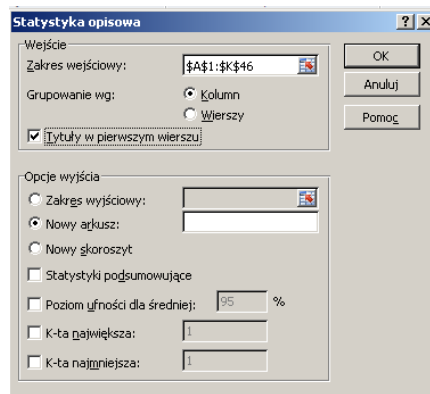 Statystyka opisowa ? x
Wejście
Zakres wejściowy: $A$1:$K$46 OK
Anuluj
Grupowanie wg: Kolumn
Wierszy Pomoc
Tytuły w pierwszym wierszu
Opcje wyjścia
Zakres wyjściowy:
Nowy arkusz:
Nowy skoroszyt
Statystyki podsumowujące
Poziom ufności dla średniej: 95 %
K-ta największa: 1
K-ta najmniejsza: 1